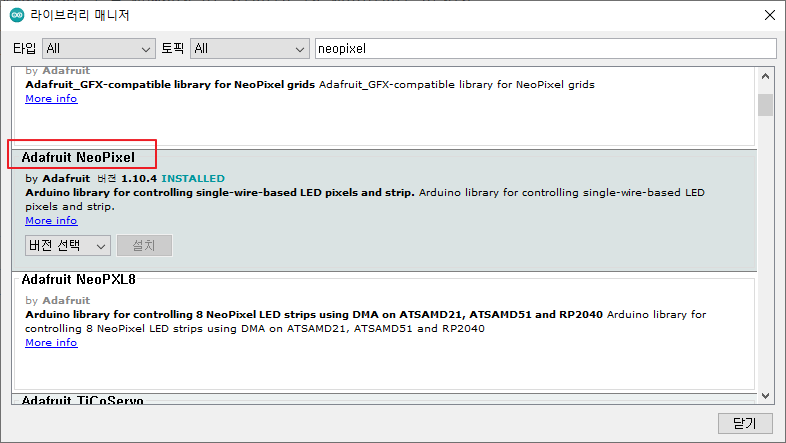 라이브러리 매니저
타입 All 토픽 All neopixel
by Adafruit
Adafruit_GFX-compatible library for NeoPixel grids Adafruit_GFX-compatible library for NeoPixel grids
More info
Adafruit NeoPixel
by Adafruit 버전 1.10.4 INSTALLED
Arduino library for controlling single-wire-based LED pixels and strip. Arduino library for controlling single-wire-based LED
pixels and strip.
More info
버전 선택 설치
Adafruit NeoPXL8
by Adafruit
Arduino library for controlling 8 NeoPixel LED strips using DMA on ATSAMD21, ATSAMD51 and RP2040 Arduino library for
controlling 8 NeoPixel LED strips using DMA on ATSAMD21, ATSAMD51 and RP2040
More info
Adafruit TiCoServo
닫기